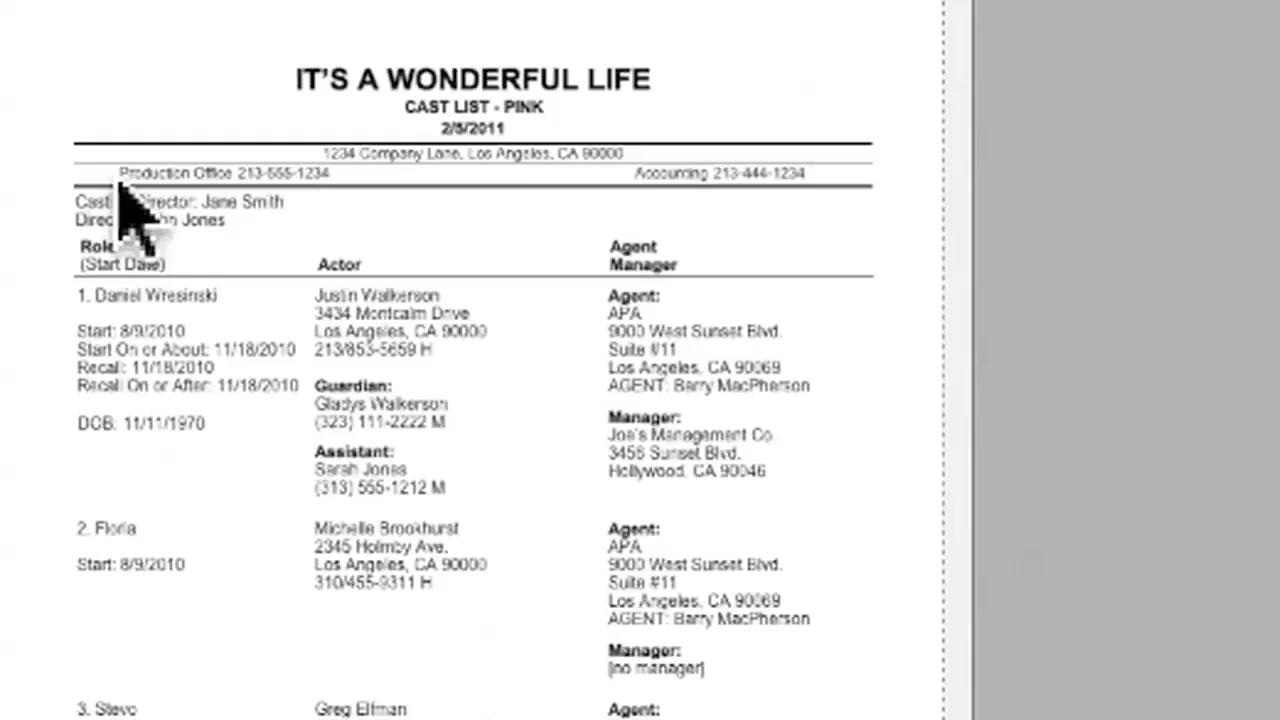 IT'S A WONDERFUL LIFE
CAST LIST - PINK
2/8/2011
1234 Company Lane, Los Angeles, CA 90000
Production Office 213-555-1234 Accounting 213-444-1234
Director: Jane Smith
Jones
Role Agent
(Start Date) Actor Manager
1. Daniel Wresinski Justin Walkerson Agent:
3434 Montcalm Drive APA
Start: 8/9/2010 Los Angeles, CA 90000 9000 West Sunset Blvd.
Start On or About: 11/18/2010 213/853-5659 H Suite #11
Recall: 11/18/2010 Los Angeles, CA 90069
Recall On or After: 11/18/2010 Guardian: AGENT: Barry MacPherson
Gladys Walkerson
DOB: 11/11/1970 (323) 111-2222 M Manager:
Joe's Management Co.
Assistant: 3456 Sunset Blvd.
Sarah Jones Hollywood, CA 90046
(313) 555-1212 M
2. Floria Michelle Brookhurst Agent:
2345 Holmby Ave. APA
Start: 8/9/2010 Los Angeles, CA 90000 9000 West Sunset Blvd.
310/455-9311 H Suite #11
Los Angeles, CA 90069
AGENT: Barry MacPherson
Manager:
[no manager]
3. Stevo Greg Elfman Agent: